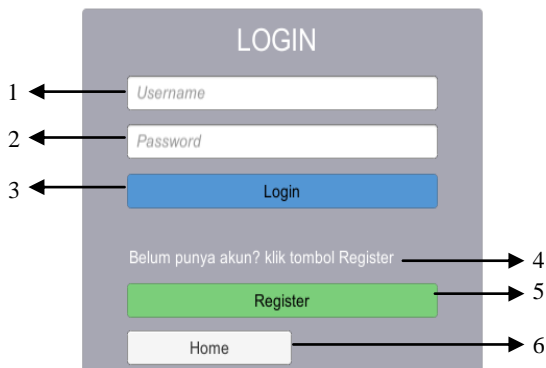 LOGIN
1 Username
2 Password
3 Login
Belum punya akun? klik tombol Register 4
Register 5
Home 6